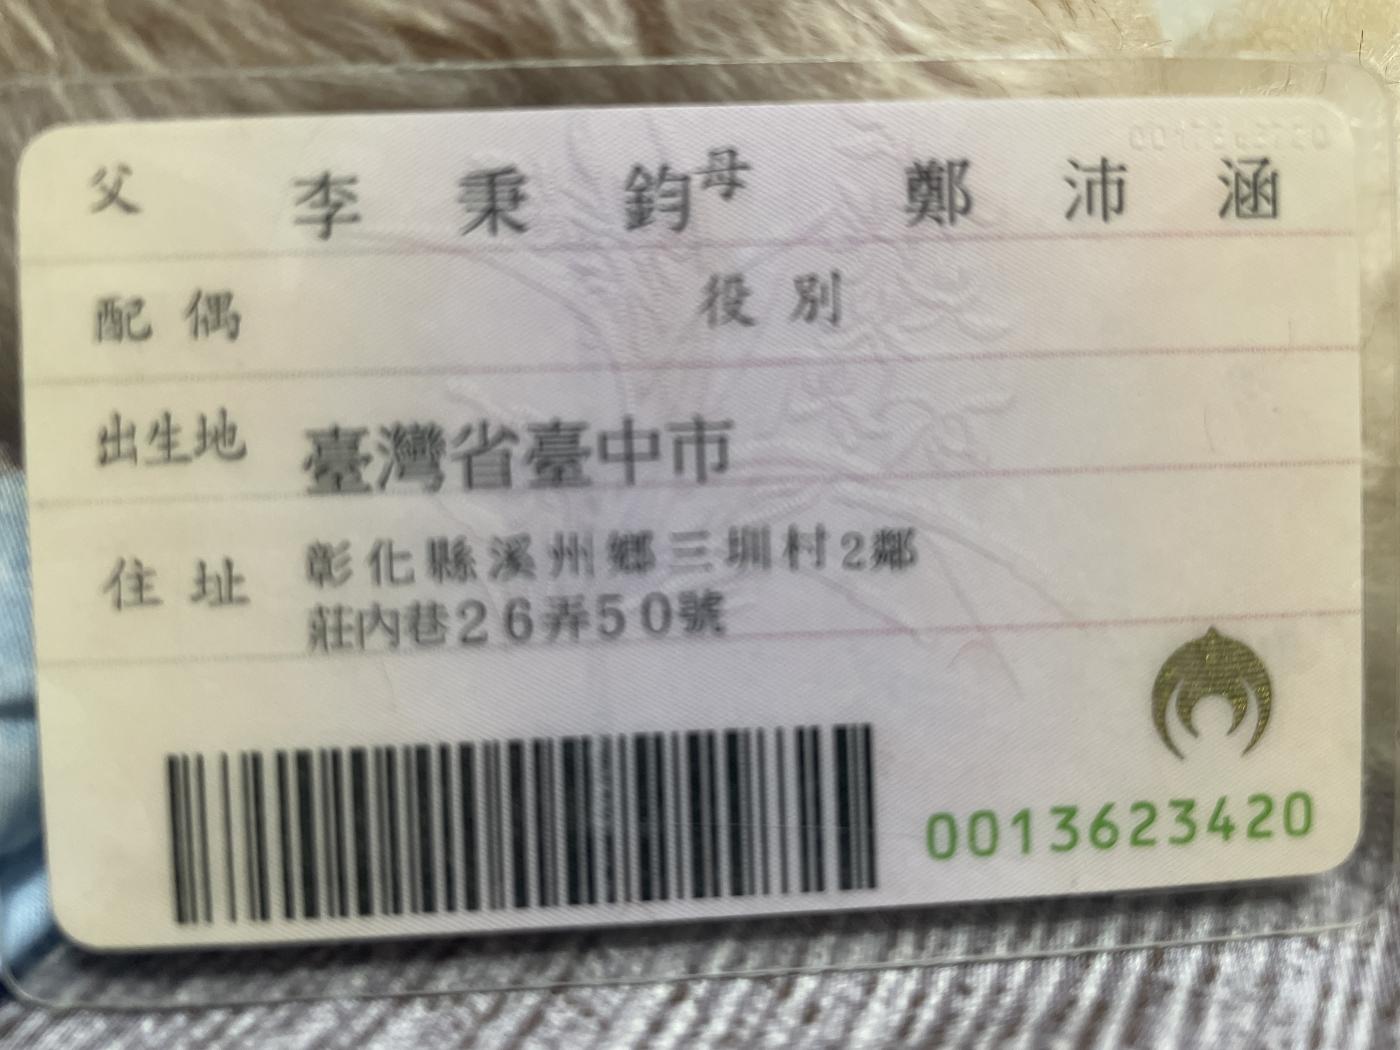 父 李秉鈞 母 鄭沛涵
配偶 役別
出生地 臺灣省臺中市
住址 彰化縣溪州鄉三圳村2鄰
莊內巷26弄50號
0013623420